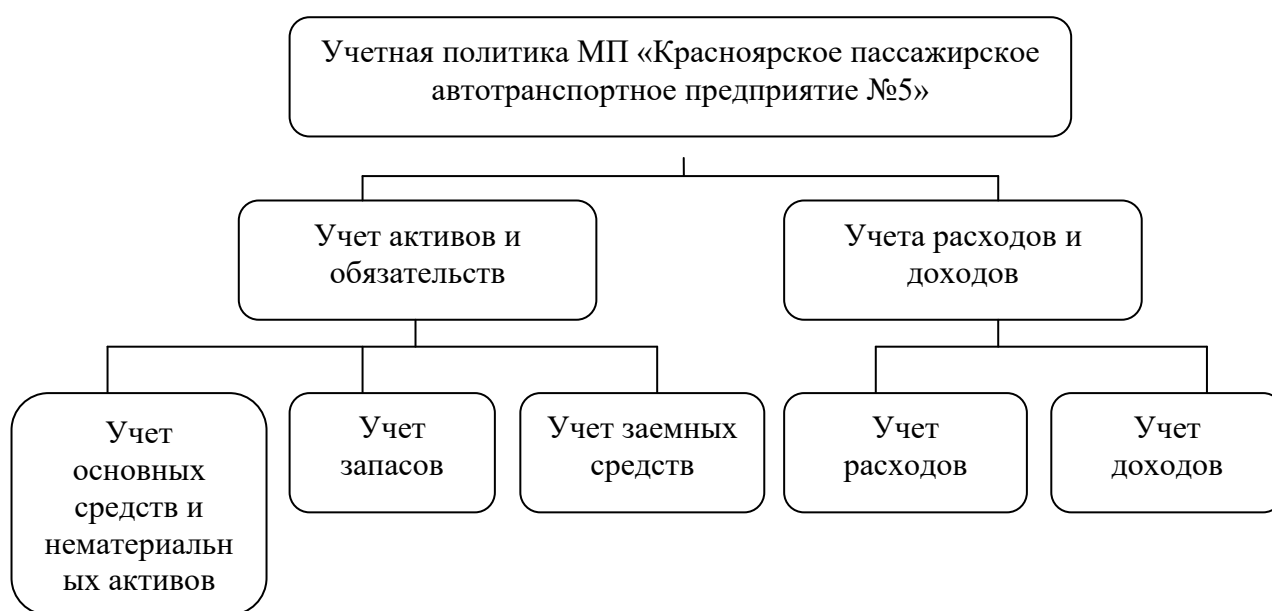 Учетная политика МП «Красноярское пассажирское
автотранспортное предприятие №5»
Учет активов и
обязательств
Учета расходов и
доходов
Учет
основных
средств и
нематериальн
ых активов
Учет
запасов
Учет заемных
средств
Учет
расходов
Учет
доходов